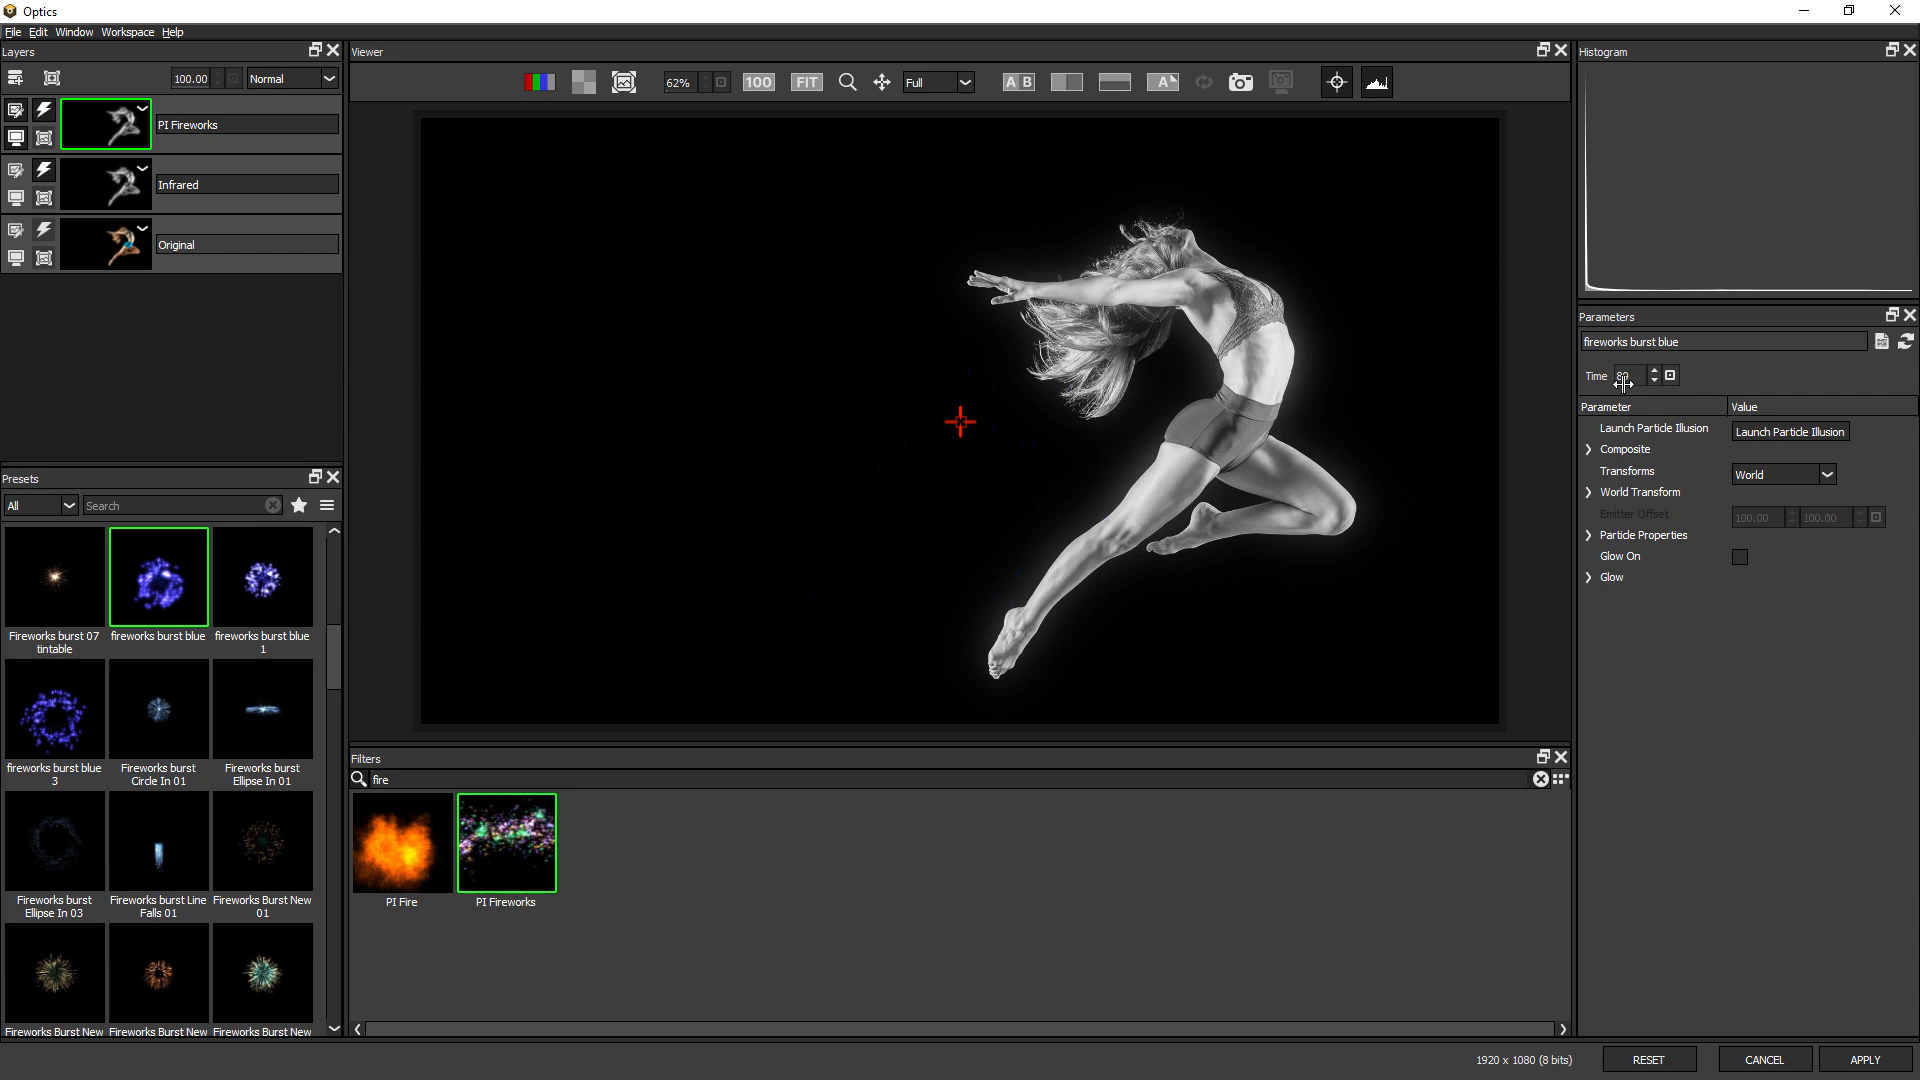 Optics
File Edit Window Workspace Help
Layers
100.00 Normal
PI Fireworks
Infrared
Original
Presets
All Search
Fireworks burst 07 tintable
fireworks burst blue
fireworks burst blue 1
fireworks burst blue 3
Fireworks burst Circle In 01
Fireworks burst Ellipse In 01
Fireworks burst Ellipse In 03
Fireworks burst Line Falls 01
Fireworks Burst New 01
Fireworks Burst New
Fireworks Burst New
Fireworks Burst New
Viewer
62% 100 FIT Full A B A
Filters
fire
PI Fire
PI Fireworks
Histogram
Parameters
fireworks burst blue
Time
Parameter Value
Launch Particle Illusion Launch Particle Illusion
Composite
Transforms World
World Transform
Emitter Offset 100.00 100.00
Particle Properties
Glow On
Glow
1920 x 1080 (8 bits) RESET CANCEL APPLY